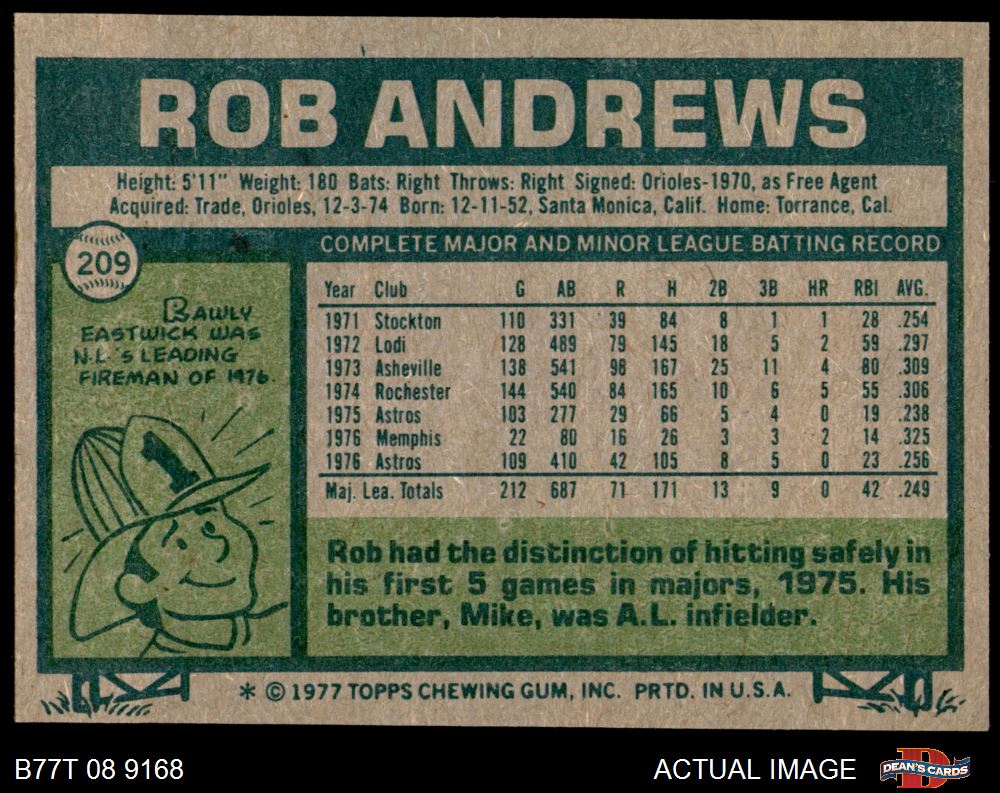 ROB ANDREWS
Height: 5'11" Weight: 180 Bats: Right Throws: Right Signed: Orioles-1970, as Free Agent
Acquired: Trade, Orioles, 12-3-74 Born: 12-11-52, Santa Monica, Calif. Home: Torrance, Cal.
209
RAWLY
EASTWICK WAS
N.L.'S LEADING
FIREMAN OF 1976.
1
COMPLETE MAJOR AND MINOR LEAGUE BATTING RECORD
Year Club G AB R H 2B 3B HR RBI AVG.
1971 Stockton 110 331 39 84 8 1 1 28 .254
1972 Lodi 128 489 79 145 18 5 2 59 .297
1973 Asheville 138 541 98 167 25 11 4 80 .309
1974 Rochester 144 540 84 165 10 6 5 55 .306
1975 Astros 103 277 29 66 5 4 0 19 .238
1976 Memphis 22 80 16 26 3 3 2 14 .325
1976 Astros 109 410 42 105 8 5 0 23 .256
Maj. Lea. Totals 212 687 71 171 13 9 0 42 .249
Rob had the distinction of hitting safely in
his first 5 games in majors, 1975. His
brother, Mike, was A.L. infielder.
* © 1977 TOPPS CHEWING GUM, INC. PRTD. IN U.S.A.
B77T 08 9168
ACTUAL IMAGE
D
DEAN'S CARDS